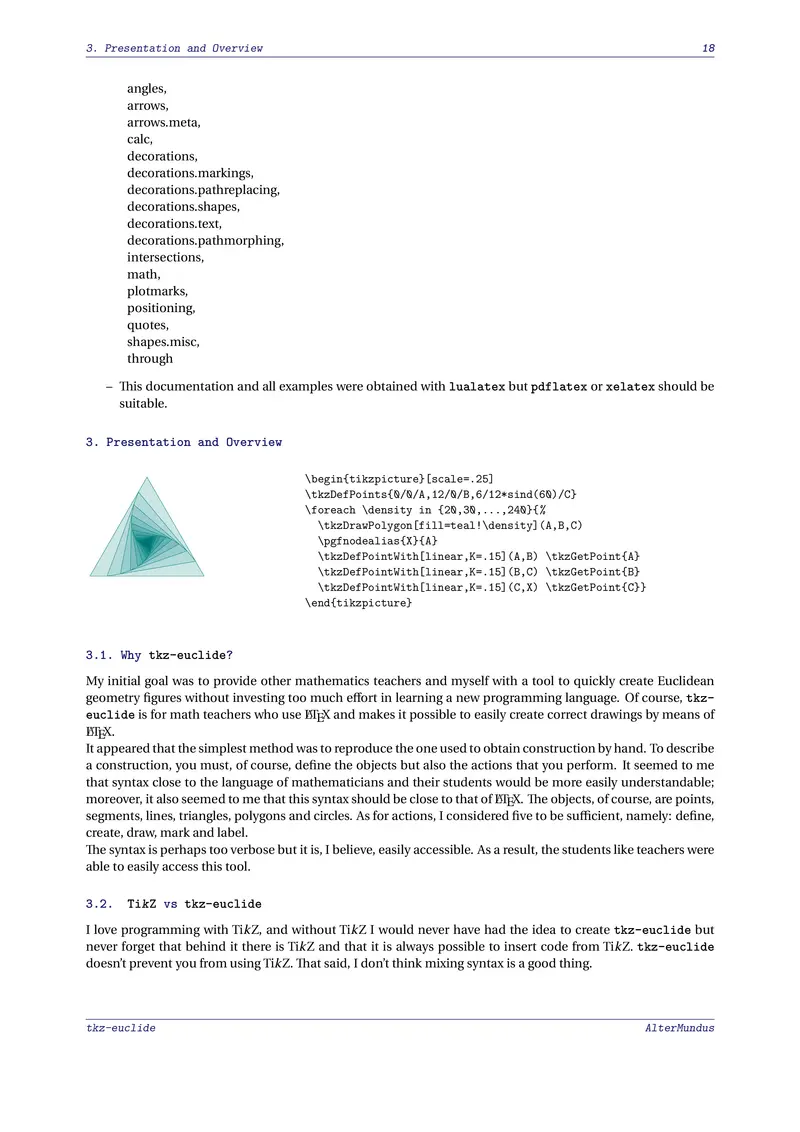 3. Presentation and Overview 18
angles,
arrows,
arrows.meta,
calc,
decorations,
decorations.markings,
decorations.pathreplacing,
decorations.shapes,
decorations.text,
decorations.pathmorphing,
intersections,
math,
plotmarks,
positioning,
quotes,
shapes.misc,
through
– This documentation and all examples were obtained with lualatex but pdflatex or xelatex should be
suitable.
3. Presentation and Overview
\begin{tikzpicture}[scale=.25]
\tkzDefPoints{0/0/A,12/0/B,6/12*sind(60)/C}
\foreach \density in {20,30,...,240}{%
\tkzDrawPolygon[fill=teal!\density](A,B,C)
\pgfnodealias{X}{A}
\tkzDefPointWith[linear,K=.15](A,B) \tkzGetPoint{A}
\tkzDefPointWith[linear,K=.15](B,C) \tkzGetPoint{B}
\tkzDefPointWith[linear,K=.15](C,X) \tkzGetPoint{C}}
\end{tikzpicture}
3.1. Why tkz-euclide?
My initial goal was to provide other mathematics teachers and myself with a tool to quickly create Euclidean
geometry figures without investing too much effort in learning a new programming language. Of course, tkz-
euclide is for math teachers who use LATEX and makes it possible to easily create correct drawings by means of
LATEX.
It appeared that the simplest method was to reproduce the one used to obtain construction by hand. To describe
a construction, you must, of course, define the objects but also the actions that you perform. It seemed to me
that syntax close to the language of mathematicians and their students would be more easily understandable;
moreover, it also seemed to me that this syntax should be close to that of LATEX. The objects, of course, are points,
segments, lines, triangles, polygons and circles. As for actions, I considered five to be sufficient, namely: define,
create, draw, mark and label.
The syntax is perhaps too verbose but it is, I believe, easily accessible. As a result, the students like teachers were
able to easily access this tool.
3.2. TikZ vs tkz-euclide
I love programming with TikZ, and without TikZ I would never have had the idea to create tkz-euclide but
never forget that behind it there is TikZ and that it is always possible to insert code from TikZ. tkz-euclide
doesn't prevent you from using TikZ. That said, I don't think mixing syntax is a good thing.
tkz-euclide AlterMundus